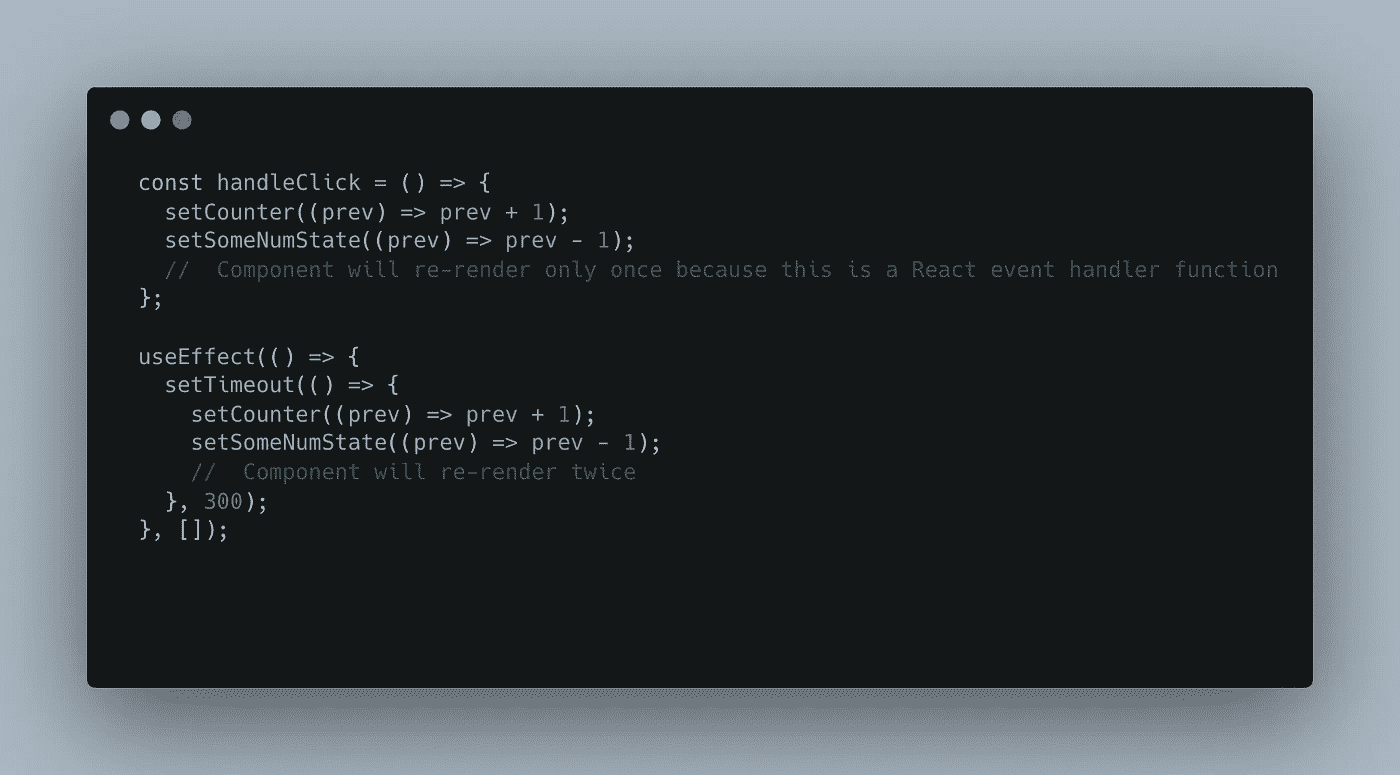 const handleClick = () => {
  setCounter((prev) => prev + 1);
  setSomeNumState((prev) => prev - 1);
  //  Component will re-render only once because this is a React event handler function
};

useEffect(() => {
  setTimeout(() => {
    setCounter((prev) => prev + 1);
    setSomeNumState((prev) => prev - 1);
    //  Component will re-render twice
  }, 300);
}, []);